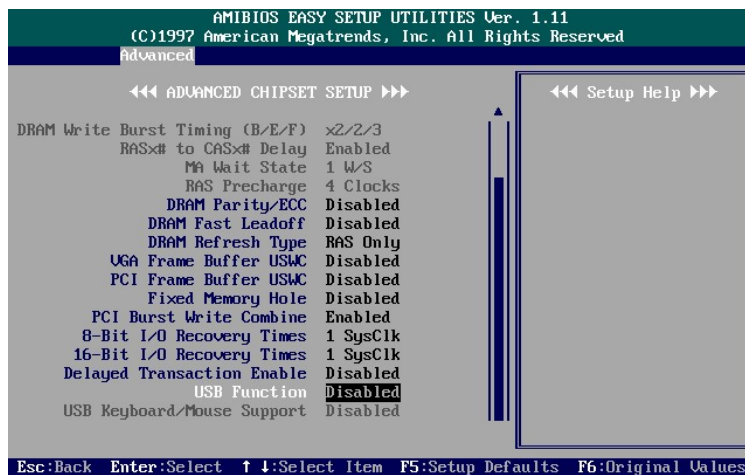 AMIBIOS EASY SETUP UTILITIES Ver. 1.11
(C)1997 American Megatrends, Inc. All Rights Reserved
Advanced
ADVANCED CHIPSET SETUP
DRAM Write Burst Timing (B/E/F) x2/2/3
RASx# to CASx# Delay Enabled
MA Wait State 1 W/S
RAS Precharge 4 Clocks
DRAM Parity/ECC Disabled
DRAM Fast Leadoff Disabled
DRAM Refresh Type RAS Only
VGA Frame Buffer USWC Disabled
PCI Frame Buffer USWC Disabled
Fixed Memory Hole Disabled
PCI Burst Write Combine Enabled
8-Bit I/O Recovery Times 1 SysClk
16-Bit I/O Recovery Times 1 SysClk
Delayed Transaction Enable Disabled
USB Function Disabled
USB Keyboard/Mouse Support Disabled
Setup Help
Esc:Back Enter:Select ↑ ↓:Select Item F5:Setup Defaults F6:Original Values